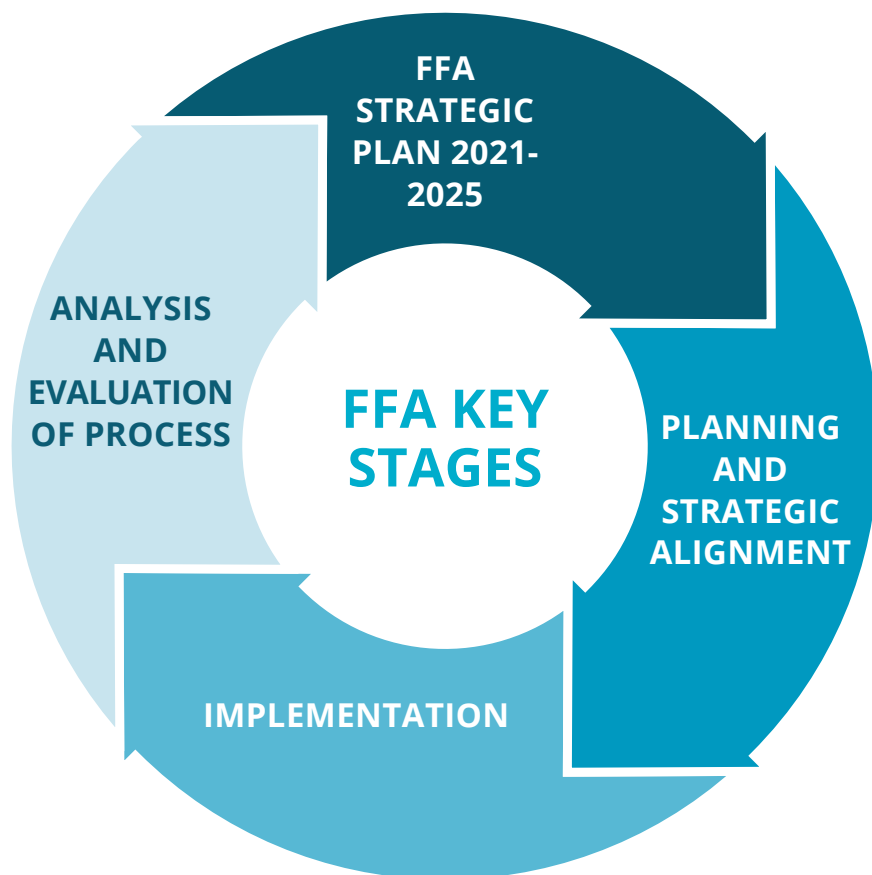 FFA
STRATEGIC
PLAN 2021-
2025
PLANNING
AND
STRATEGIC
ALIGNMENT
IMPLEMENTATION
ANALYSIS
AND
EVALUATION
OF PROCESS
FFA KEY
STAGES